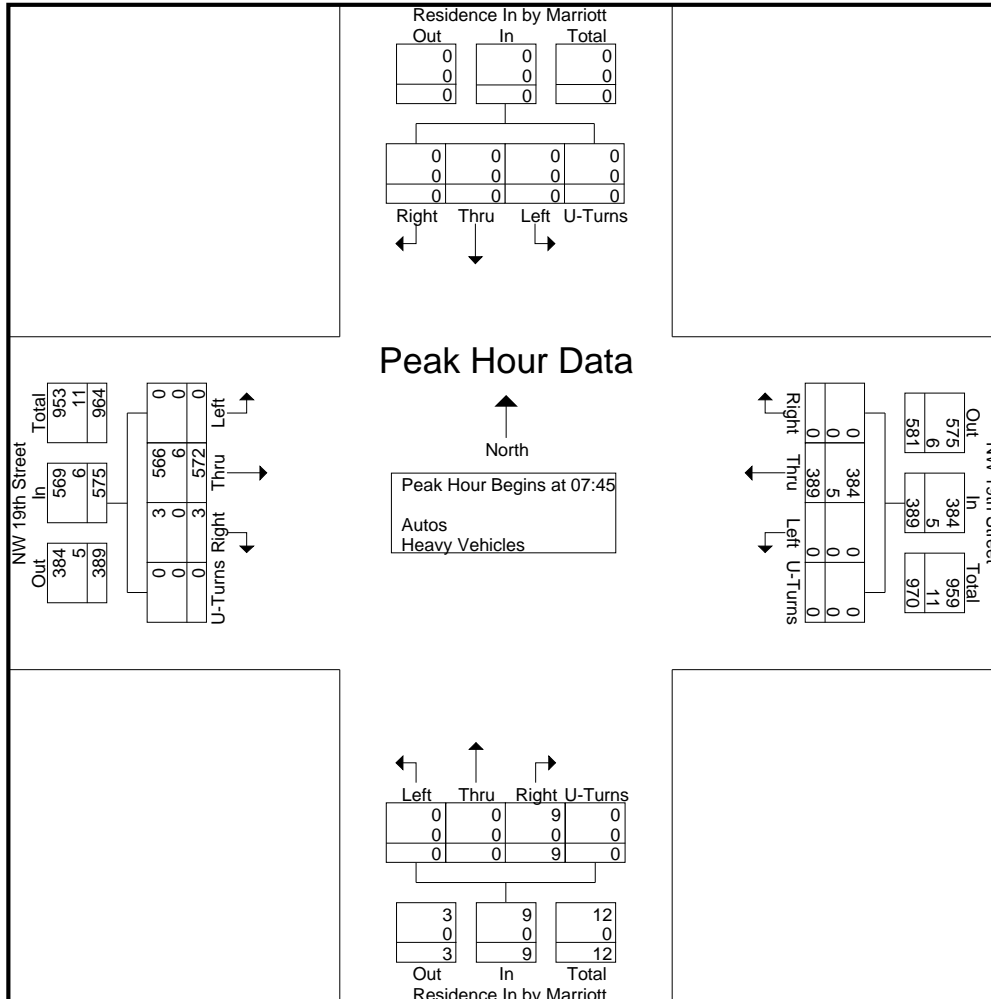 Residence In by Marriott
Out In Total
0 0 0
0 0 0
0 0 0
0 0 0 0
0 0 0 0
0 0 0 0
Right Thru Left U-Turns
Peak Hour Data
North
Peak Hour Begins at 07:45
Autos
Heavy Vehicles
NW 19th Street
Total In Out
953 569 384
11 6 5
964 575 389
0 566 3 0
0 6 0 0
0 572 3 0
Left Thru Right U-Turns
Out In Total
575 384 959
6 5 11
581 389 970
0 384 0 0
0 5 0 0
0 389 0 0
Right Thru Left U-Turns
Left Thru Right U-Turns
0 0 9 0
0 0 0 0
0 0 9 0
3 9 12
0 0 0
3 9 12
Out In Total
Residence In by Marriott